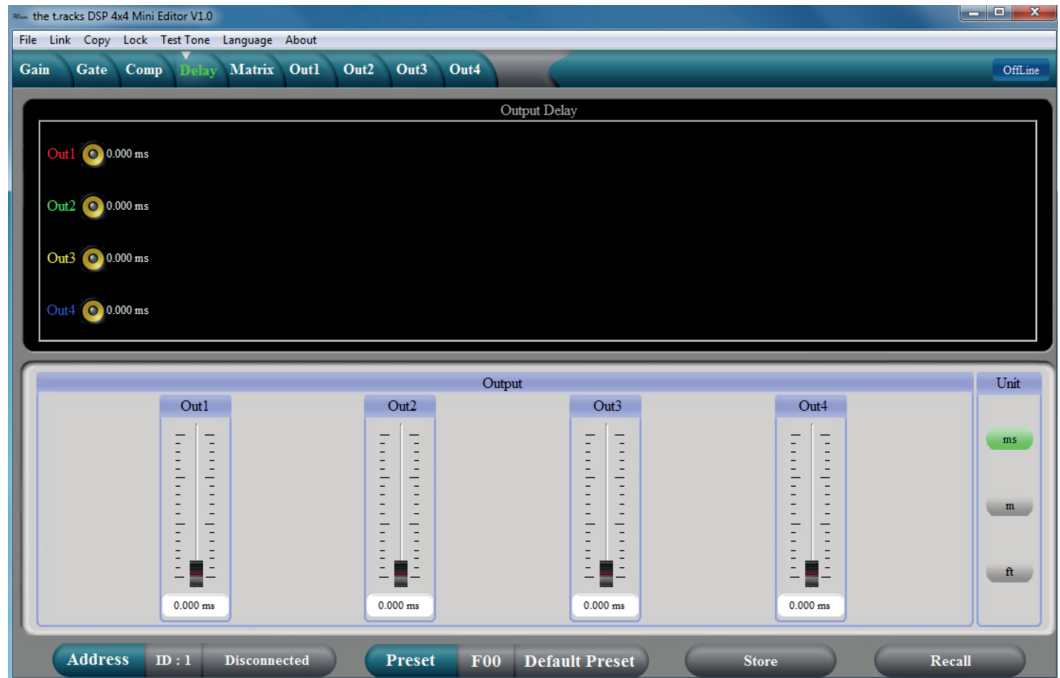 the t.racks DSP 4x4 Mini Editor V1.0
File Link Copy Lock Test Tone Language About
Gain Gate Comp Delay Matrix Out1 Out2 Out3 Out4 OffLine
Output Delay
Out1 0.000 ms
Out2 0.000 ms
Out3 0.000 ms
Out4 0.000 ms
Output Unit
Out1 Out2 Out3 Out4
ms
m
ft
0.000 ms 0.000 ms 0.000 ms 0.000 ms
Address ID : 1 Disconnected Preset F00 Default Preset Store Recall